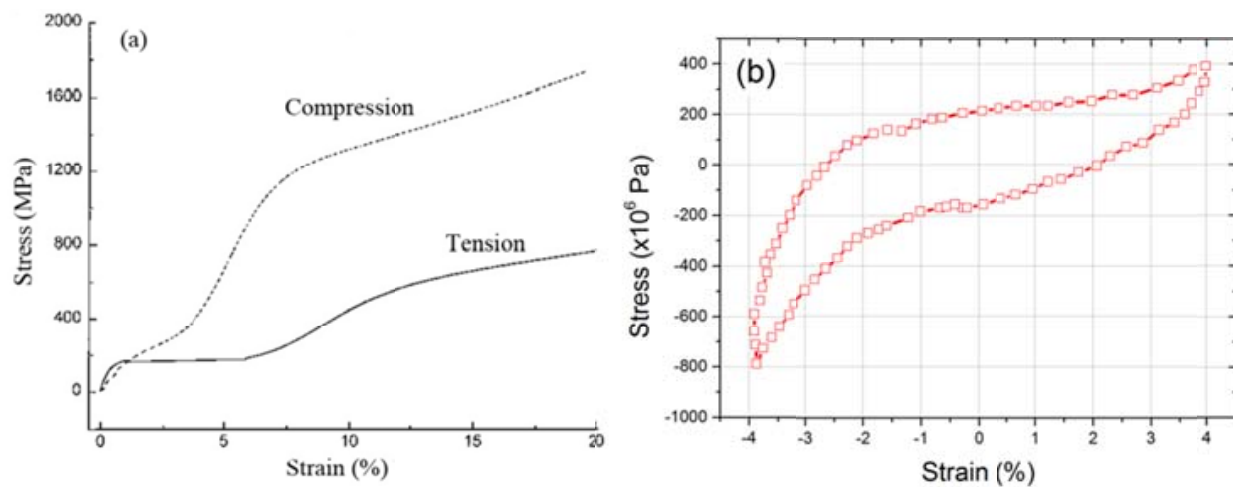 (a)
2000
1600
1200
800
400
0
Stress (MPa)
Compression
Tension
0 5 10 15 20
Strain (%)
(b)
400
200
0
-200
-400
-600
-800
-1000
Stress (x10⁶ Pa)
-4 -3 -2 -1 0 1 2 3 4
Strain (%)